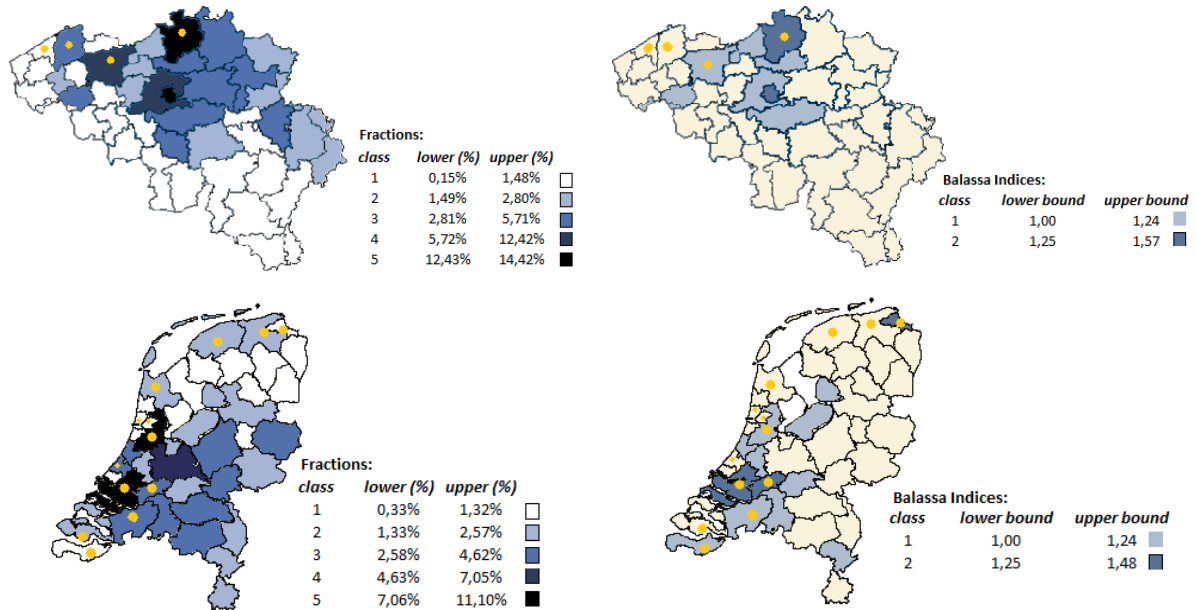 Fractions:
class lower (%) upper (%)
1 0,15% 1,48%
2 1,49% 2,80%
3 2,81% 5,71%
4 5,72% 12,42%
5 12,43% 14,42%
Balassa Indices:
class lower bound upper bound
1 1,00 1,24
2 1,25 1,57
Fractions:
class lower (%) upper (%)
1 0,33% 1,32%
2 1,33% 2,57%
3 2,58% 4,62%
4 4,63% 7,05%
5 7,06% 11,10%
Balassa Indices:
class lower bound upper bound
1 1,00 1,24
2 1,25 1,48